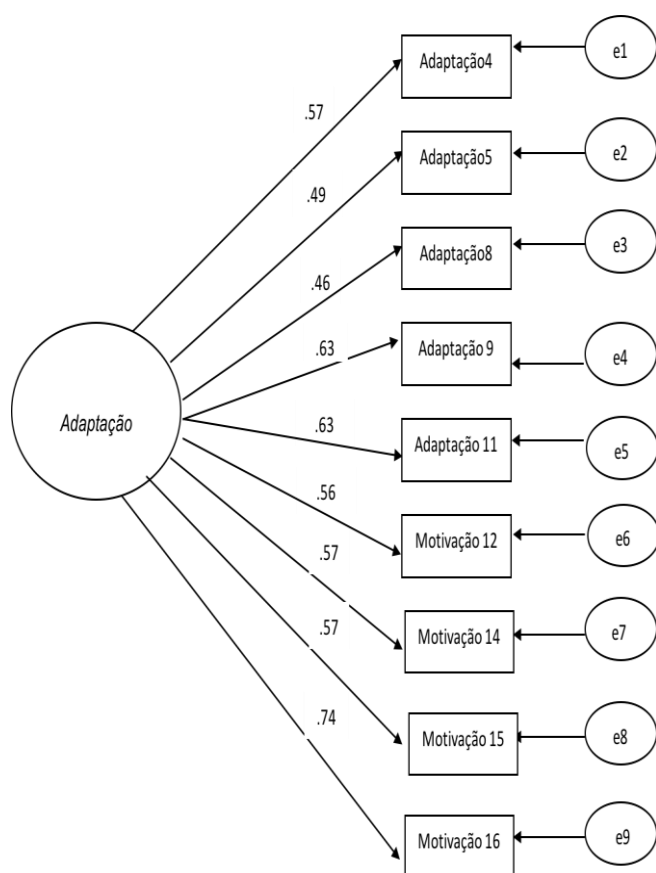 Adaptação4
e1
.57
Adaptação5
e2
.49
Adaptação8
e3
.46
Adaptação 9
e4
.63
Adaptação
Adaptação 11
e5
.63
Motivação 12
e6
.56
Motivação 14
e7
.57
Motivação 15
e8
.57
Motivação 16
e9
.74